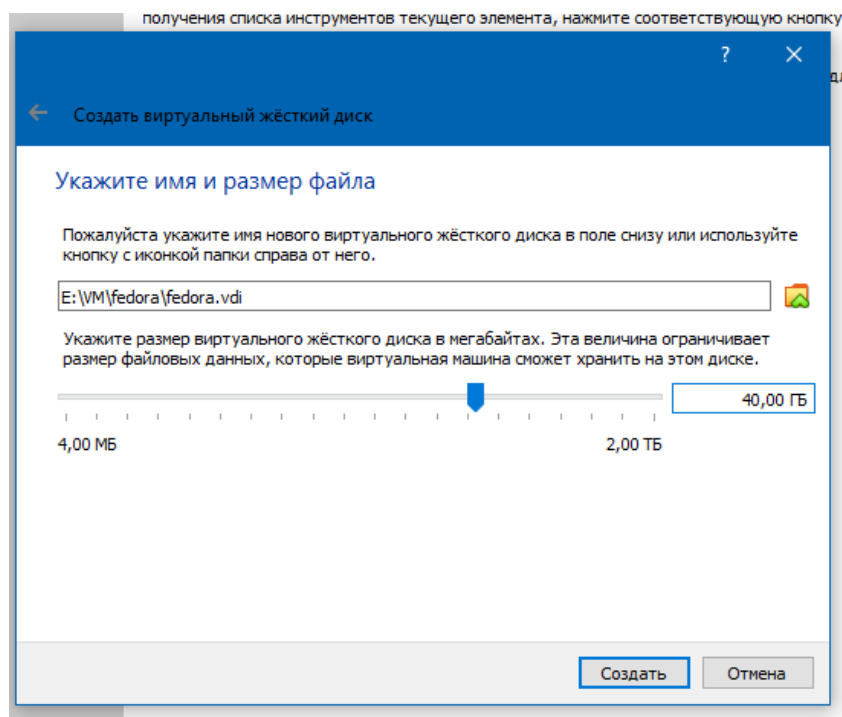 получения списка инструментов текущего элемента, нажмите соответствующую кнопку
?
Создать виртуальный жёсткий диск
Укажите имя и размер файла
Пожалуйста укажите имя нового виртуального жёсткого диска в поле снизу или используйте
кнопку с иконкой папки справа от него.
E:\VM\fedora\fedora.vdi
Укажите размер виртуального жёсткого диска в мегабайтах. Эта величина ограничивает
размер файловых данных, которые виртуальная машина сможет хранить на этом диске.
40,00 ГБ
4,00 МБ 2,00 ТБ
Создать Отмена